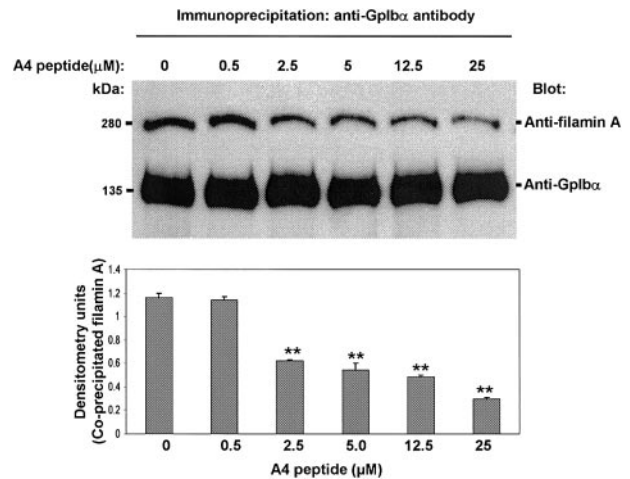 Immunoprecipitation: anti-GpIbα antibody
A4 peptide(μM): 0 0.5 2.5 5 12.5 25
kDa: Blot:
280 Anti-filamin A
135 Anti-GpIbα
Densitometry units
(Co-precipitated filamin A)
1.4
1.2
1
0.8
0.6
0.4
0.2
0
** ** ** **
0 0.5 2.5 5.0 12.5 25
A4 peptide (μM)